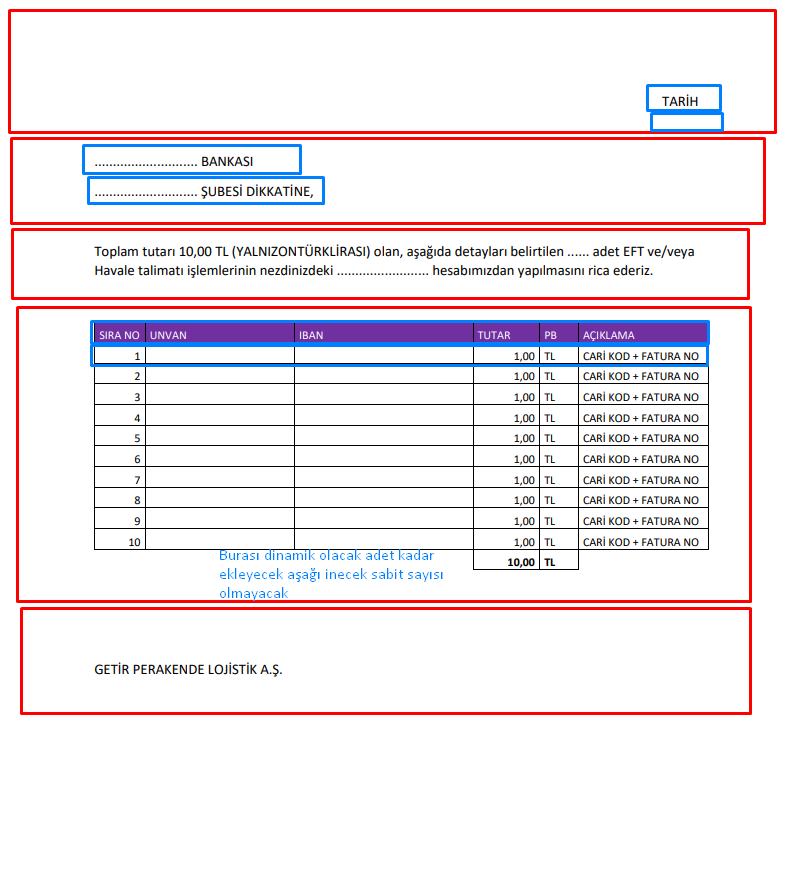 TARİH
............................ BANKASI
............................ ŞUBESİ DİKKATİNE,
Toplam tutarı 10,00 TL (YALNIZONTÜRKLİRASI) olan, aşağıda detayları belirtilen ...... adet EFT ve/veya
Havale talimatı işlemlerinin nezdinizdeki ......................... hesabımızdan yapılmasını rica ederiz.
SIRA NO UNVAN IBAN TUTAR PB AÇIKLAMA
1 1,00 TL CARİ KOD + FATURA NO
2 1,00 TL CARİ KOD + FATURA NO
3 1,00 TL CARİ KOD + FATURA NO
4 1,00 TL CARİ KOD + FATURA NO
5 1,00 TL CARİ KOD + FATURA NO
6 1,00 TL CARİ KOD + FATURA NO
7 1,00 TL CARİ KOD + FATURA NO
8 1,00 TL CARİ KOD + FATURA NO
9 1,00 TL CARİ KOD + FATURA NO
10 1,00 TL CARİ KOD + FATURA NO
10,00 TL
Burası dinamik olacak adet kadar
ekleyecek aşağı inecek sabit sayısı
olmayacak
GETİR PERAKENDE LOJİSTİK A.Ş.